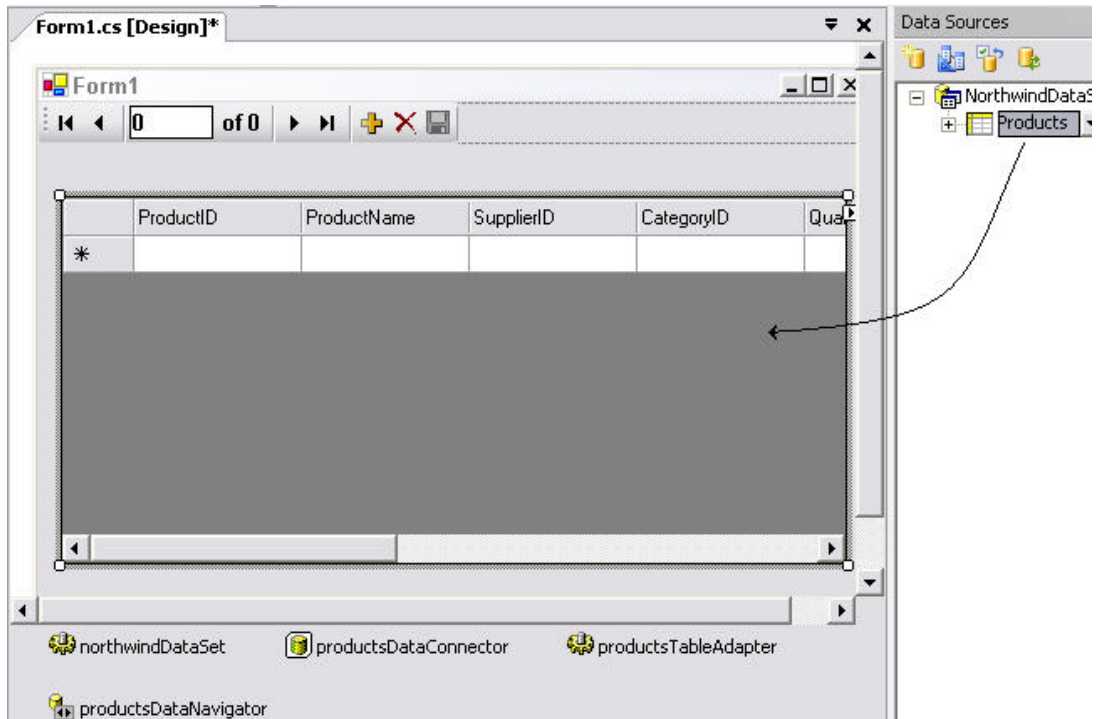 Form1.cs [Design]*
Data Sources
Form1
NorthwindDataS
0 of 0
Products
ProductID ProductName SupplierID CategoryID Qua
*
northwindDataSet productsDataConnector productsTableAdapter
productsDataNavigator